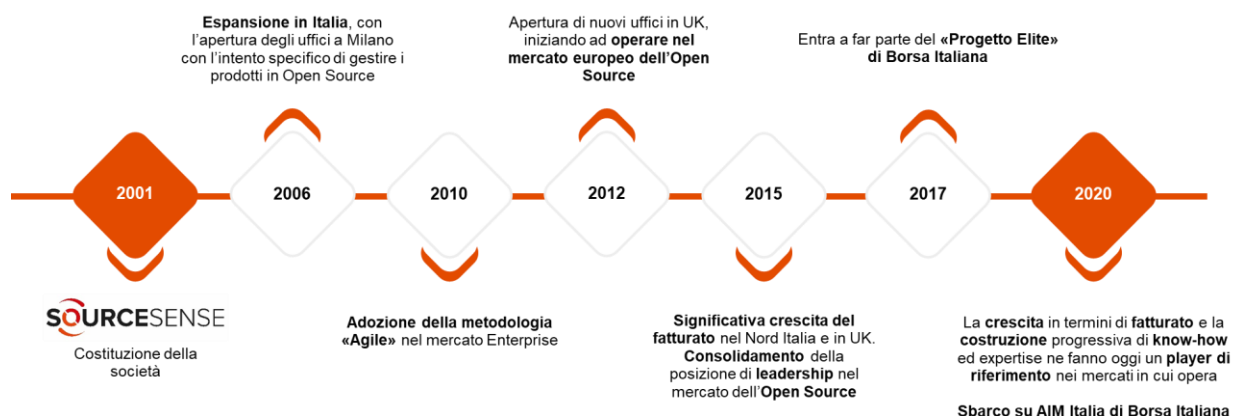 Espansione in Italia, con
l'apertura degli uffici a Milano
con l'intento specifico di gestire i
prodotti in Open Source
Apertura di nuovi uffici in UK,
iniziando ad operare nel
mercato europeo dell'Open
Source
Entra a far parte del «Progetto Elite»
di Borsa Italiana
2001
2006
2010
2012
2015
2017
2020
SOURCESENSE
Costituzione della
società
Adozione della metodologia
«Agile» nel mercato Enterprise
Significativa crescita del
fatturato nel Nord Italia e in UK.
Consolidamento della
posizione di leadership nel
mercato dell'Open Source
La crescita in termini di fatturato e la
costruzione progressiva di know-how
ed expertise ne fanno oggi un player di
riferimento nei mercati in cui opera
Sbarco su AIM Italia di Borsa Italiana